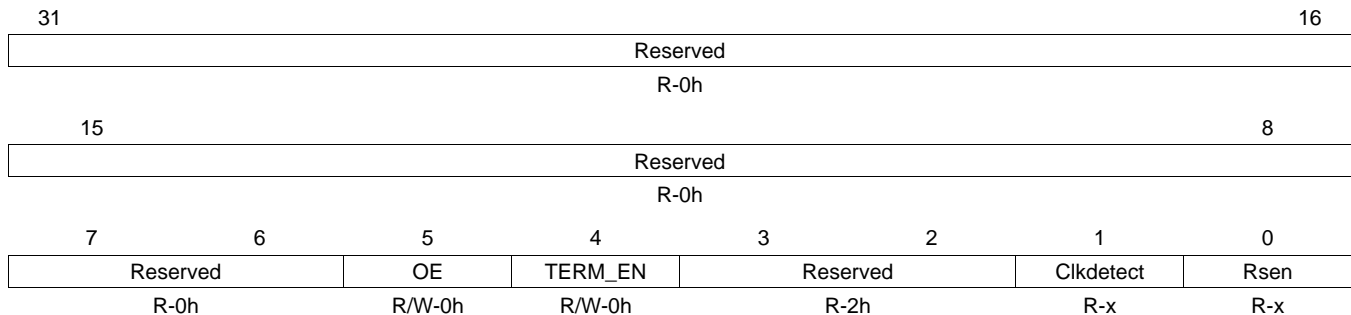 31 16
Reserved
R-0h
15 8
Reserved
R-0h
7 6 5 4 3 2 1 0
Reserved OE TERM_EN Reserved Clkdetect Rsen
R-0h R/W-0h R/W-0h R-2h R-x R-x